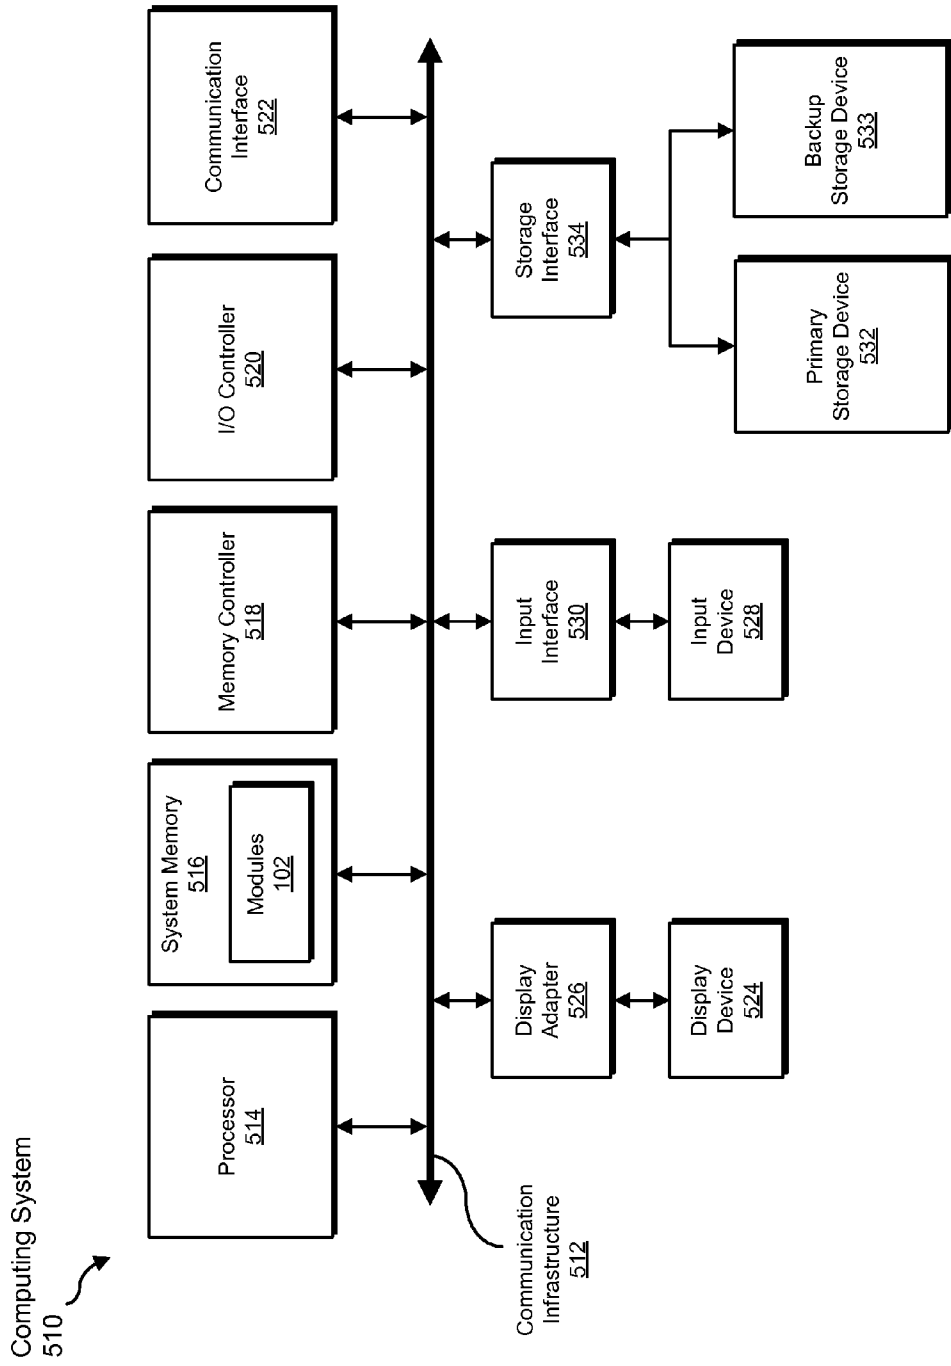 Computing System
510
Processor
514
System Memory
516
Modules
102
Memory Controller
518
I/O Controller
520
Communication
Interface
522
Communication
Infrastructure
512
Display
Adapter
526
Input
Interface
530
Storage
Interface
534
Display
Device
524
Input
Device
528
Primary
Storage Device
532
Backup
Storage Device
533